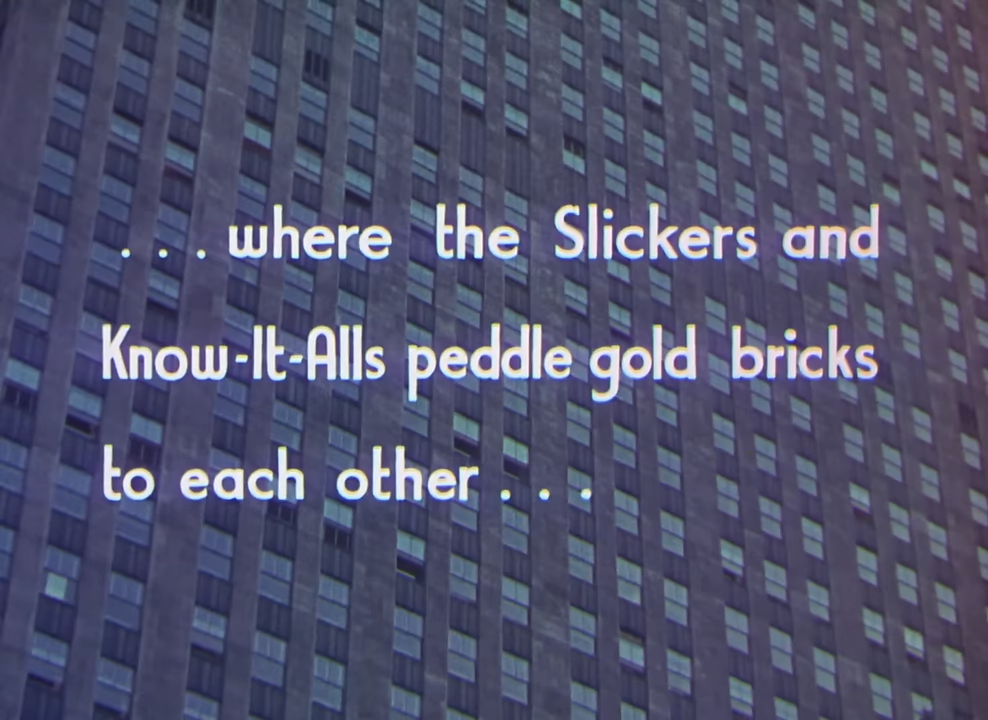 . . . where the Slickers and
Know-It-Alls peddle gold bricks
to each other . . .